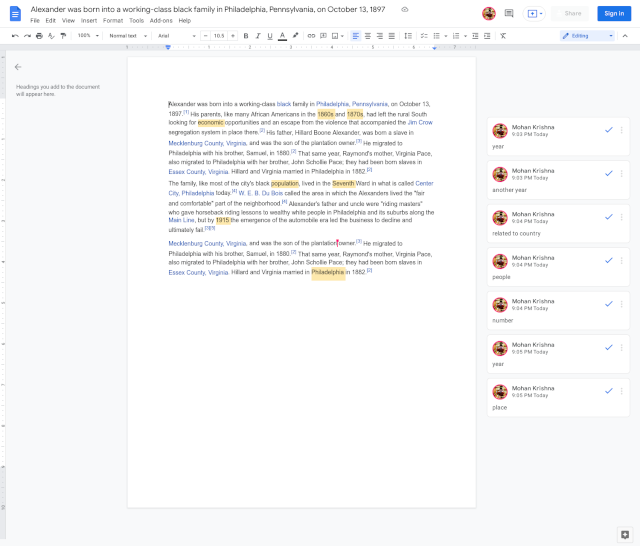 Alexander was born into a working-class black family in Philadelphia, Pennsylvania, on October 13, 1897
File Edit View Insert Format Tools Add-ons Help
Share
Sign in
100% Normal text Arial 10.5
Editing
Headings you add to the document
will appear here.
Alexander was born into a working-class black family in Philadelphia, Pennsylvania, on October 13,
1897.[1] His parents, like many African Americans in the 1860s and 1870s, had left the rural South
looking for economic opportunities and an escape from the violence that accompanied the Jim Crow
segregation system in place there.[2] His father, Hillard Boone Alexander, was born a slave in
Mecklenburg County, Virginia, and was the son of the plantation owner.[3] He migrated to
Philadelphia with his brother, Samuel, in 1880.[2] That same year, Raymond's mother, Virginia Pace,
also migrated to Philadelphia with her brother, John Schollie Pace; they had been born slaves in
Essex County, Virginia. Hillard and Virginia married in Philadelphia in 1882.[2]
The family, like most of the city's black population, lived in the Seventh Ward in what is called Center
City, Philadelphia today.[4] W. E. B. Du Bois called the area in which the Alexanders lived the "fair
and comfortable" part of the neighborhood.[4] Alexander's father and uncle were "riding masters"
who gave horseback riding lessons to wealthy white people in Philadelphia and its suburbs along the
Main Line, but by 1915 the emergence of the automobile era led the business to decline and
ultimately fail.
Mecklenburg County, Virginia, and was the son of the plantation owner.[3] He migrated to
Philadelphia with his brother, Samuel, in 1880.[2] That same year, Raymond's mother, Virginia Pace,
also migrated to Philadelphia with her brother, John Schollie Pace; they had been born slaves in
Essex County, Virginia. Hillard and Virginia married in Philadelphia in 1882.[2]
Mohan Krishna
9:03 PM Today
year
Mohan Krishna
9:03 PM Today
another year
Mohan Krishna
9:04 PM Today
related to country
Mohan Krishna
9:04 PM Today
people
Mohan Krishna
9:04 PM Today
number
Mohan Krishna
9:05 PM Today
year
Mohan Krishna
9:05 PM Today
place